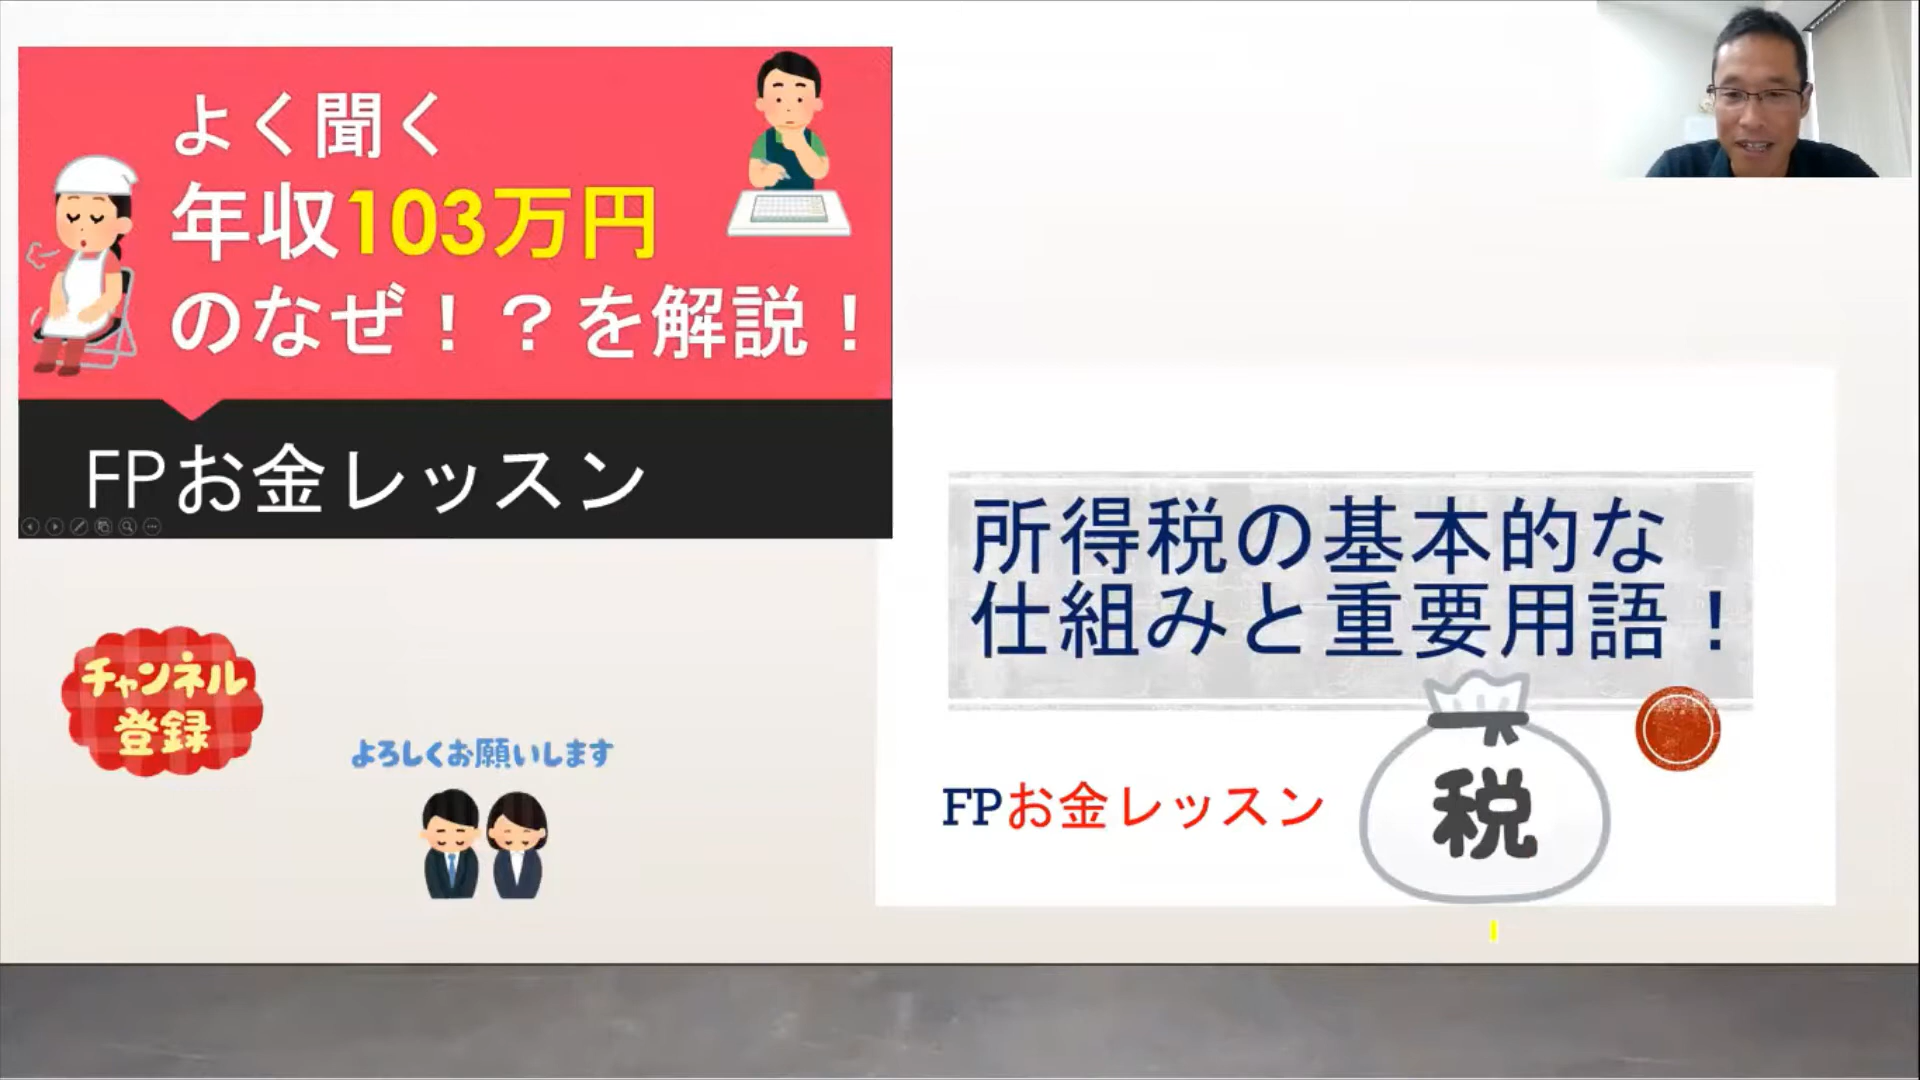 よく聞く
年収103万円
のなぜ！？を解説！
FPお金レッスン
所得税の基本的な
仕組みと重要用語！
FPお金レッスン
税
チャンネル
登録
よろしくお願いします